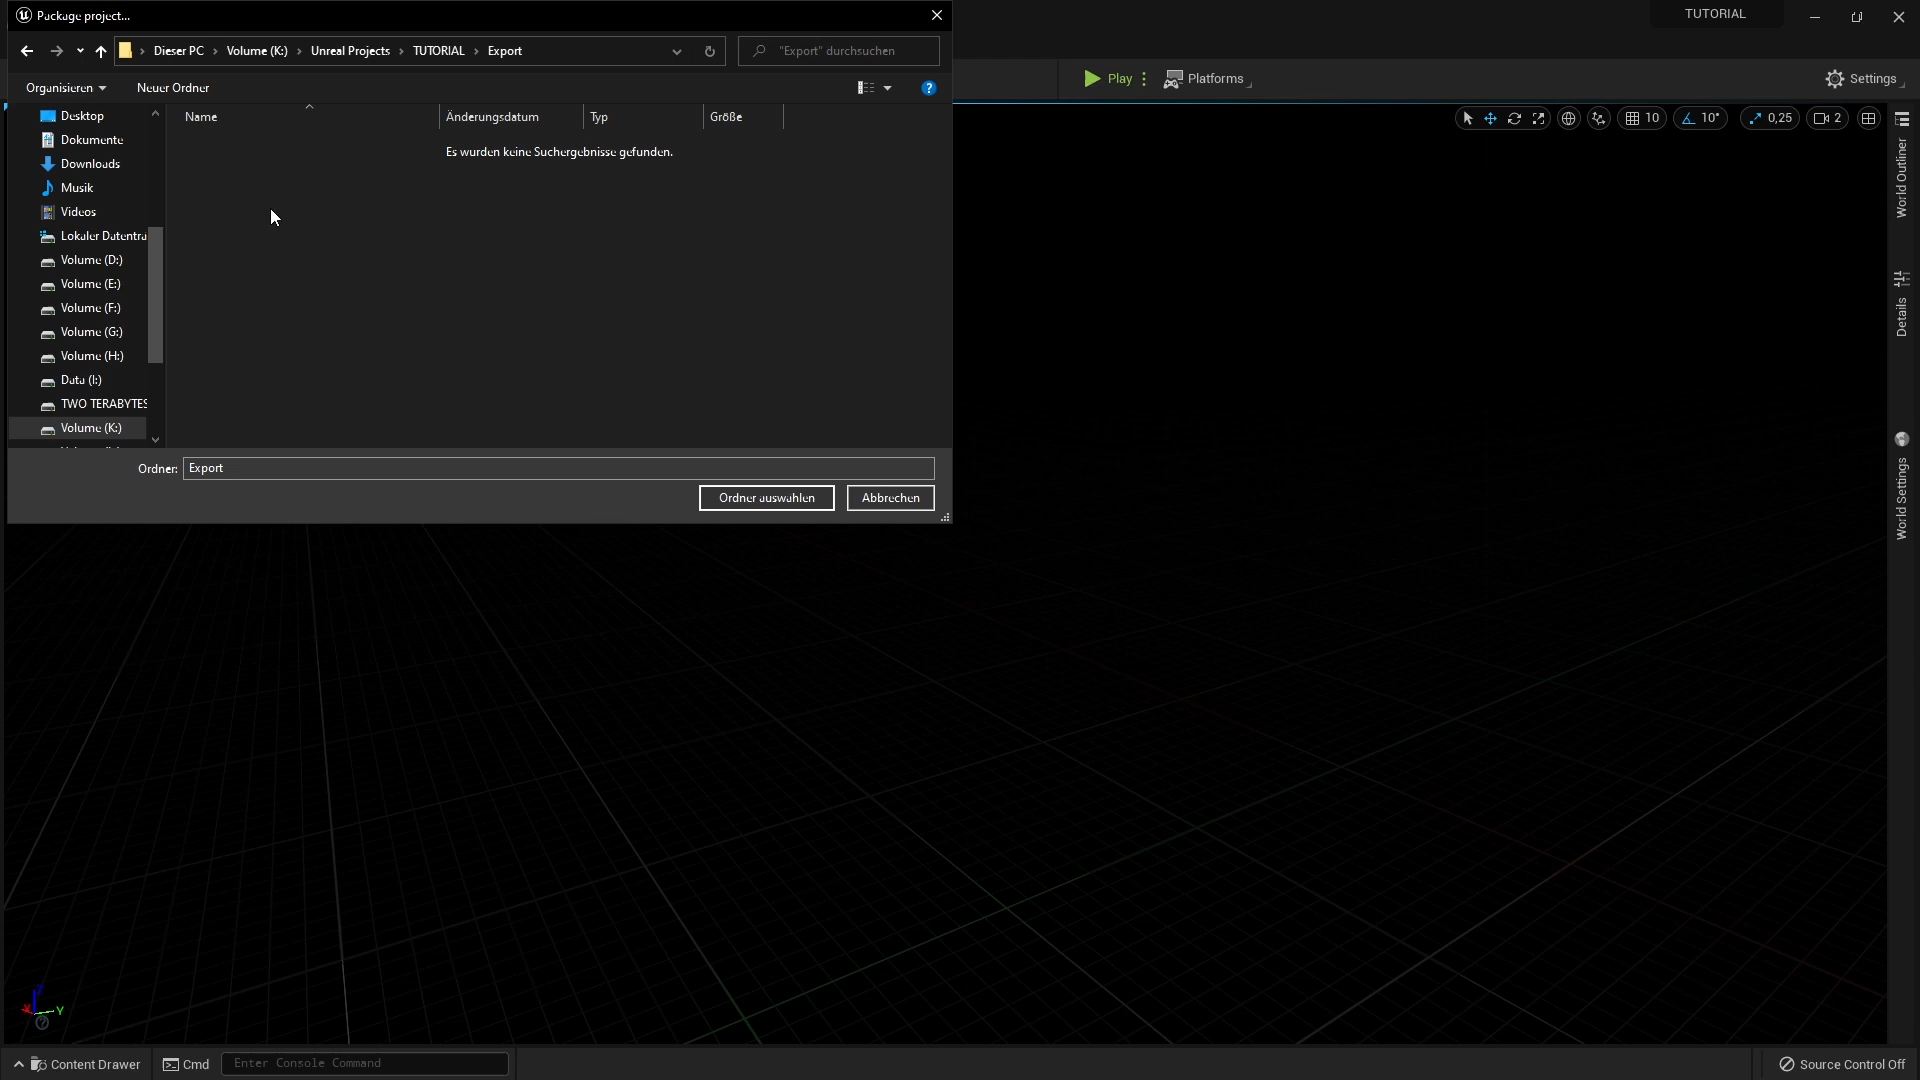 Package project...
TUTORIAL
Dieser PC
Volume (K:)
Unreal Projects
TUTORIAL
Export
"Export" durchsuchen
Organisieren
Neuer Ordner
Play
Platforms
Settings
Desktop
Dokumente
Downloads
Musik
Videos
Lokaler Datentra
Volume (D:)
Volume (E:)
Volume (F:)
Volume (G:)
Volume (H:)
Data (I:)
TWO TERABYTES
Volume (K:)
Name
Änderungsdatum
Typ
Größe
Es wurden keine Suchergebnisse gefunden.
Ordner:
Export
Ordner auswählen
Abbrechen
10
10°
0,25
2
World Outliner
Details
World Settings
X
Z
Y
Content Drawer
Cmd
Enter Console Command
Source Control Off